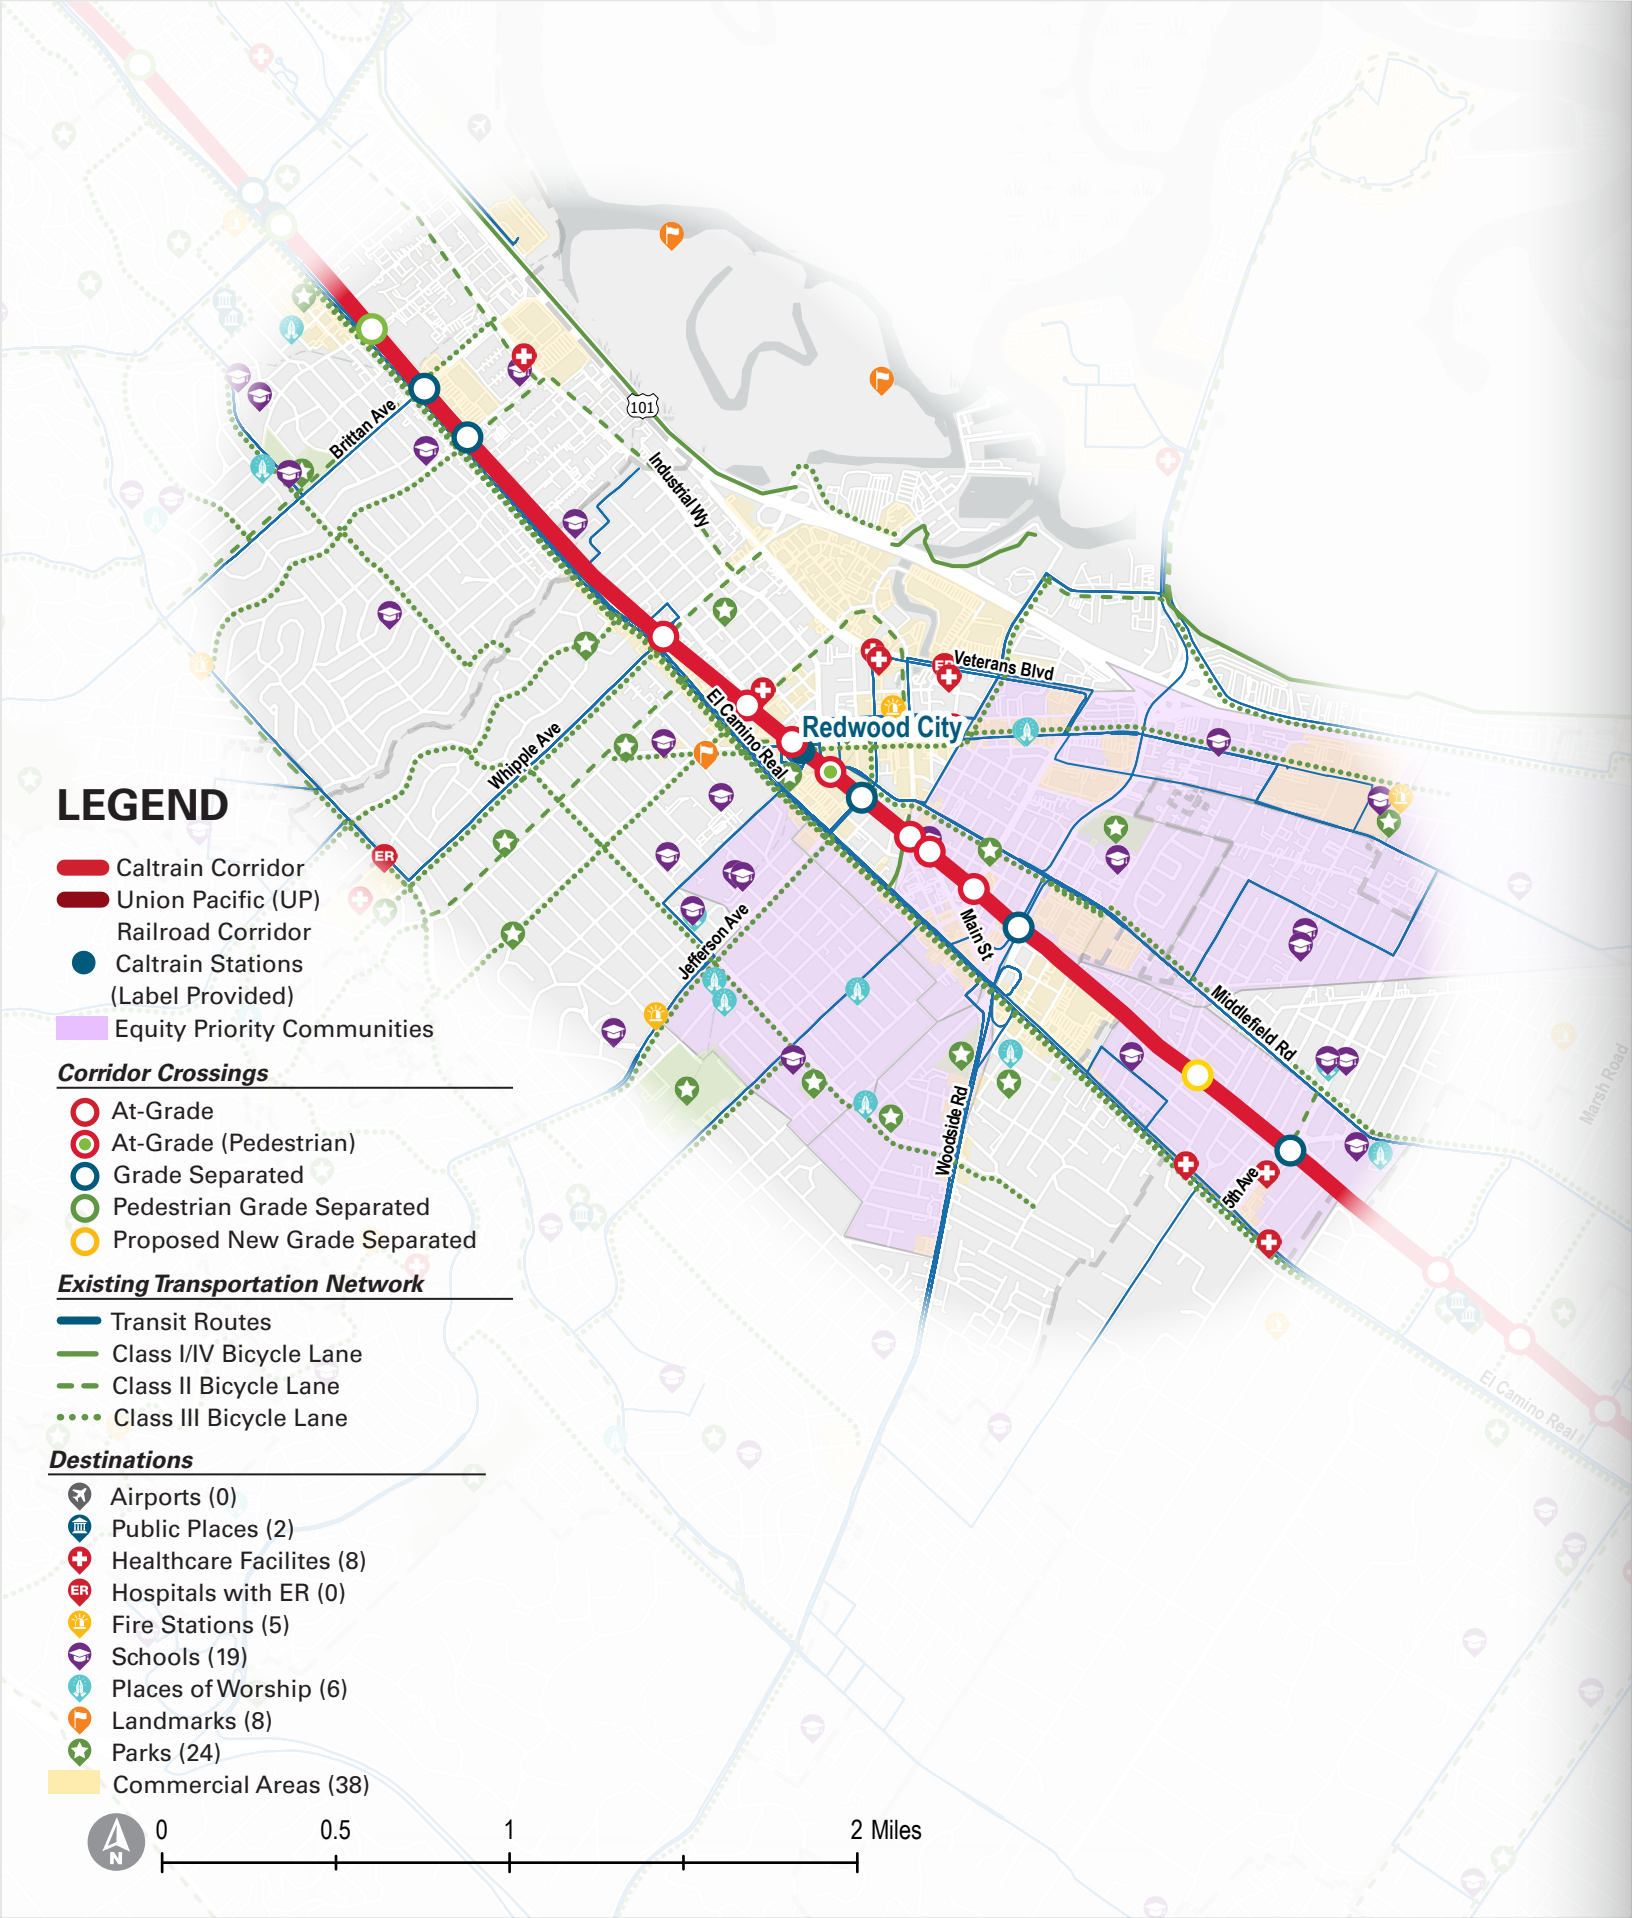 101
Industrial Wy
Brittan Ave
Veterans Blvd
El Camino Real
Redwood City
Whipple Ave
ER
ER
Jefferson Ave
Main St
Middlefield Rd
Marsh Road
Woodside Rd
5th Ave
El Camino Real
LEGEND
Caltrain Corridor
Union Pacific (UP)
Railroad Corridor
Caltrain Stations
(Label Provided)
Equity Priority Communities
Corridor Crossings
At-Grade
At-Grade (Pedestrian)
Grade Separated
Pedestrian Grade Separated
Proposed New Grade Separated
Existing Transportation Network
Transit Routes
Class I/IV Bicycle Lane
Class II Bicycle Lane
Class III Bicycle Lane
Destinations
Airports (0)
Public Places (2)
Healthcare Facilites (8)
ER Hospitals with ER (0)
Fire Stations (5)
Schools (19)
Places of Worship (6)
Landmarks (8)
Parks (24)
Commercial Areas (38)
N
0 0.5 1 2 Miles